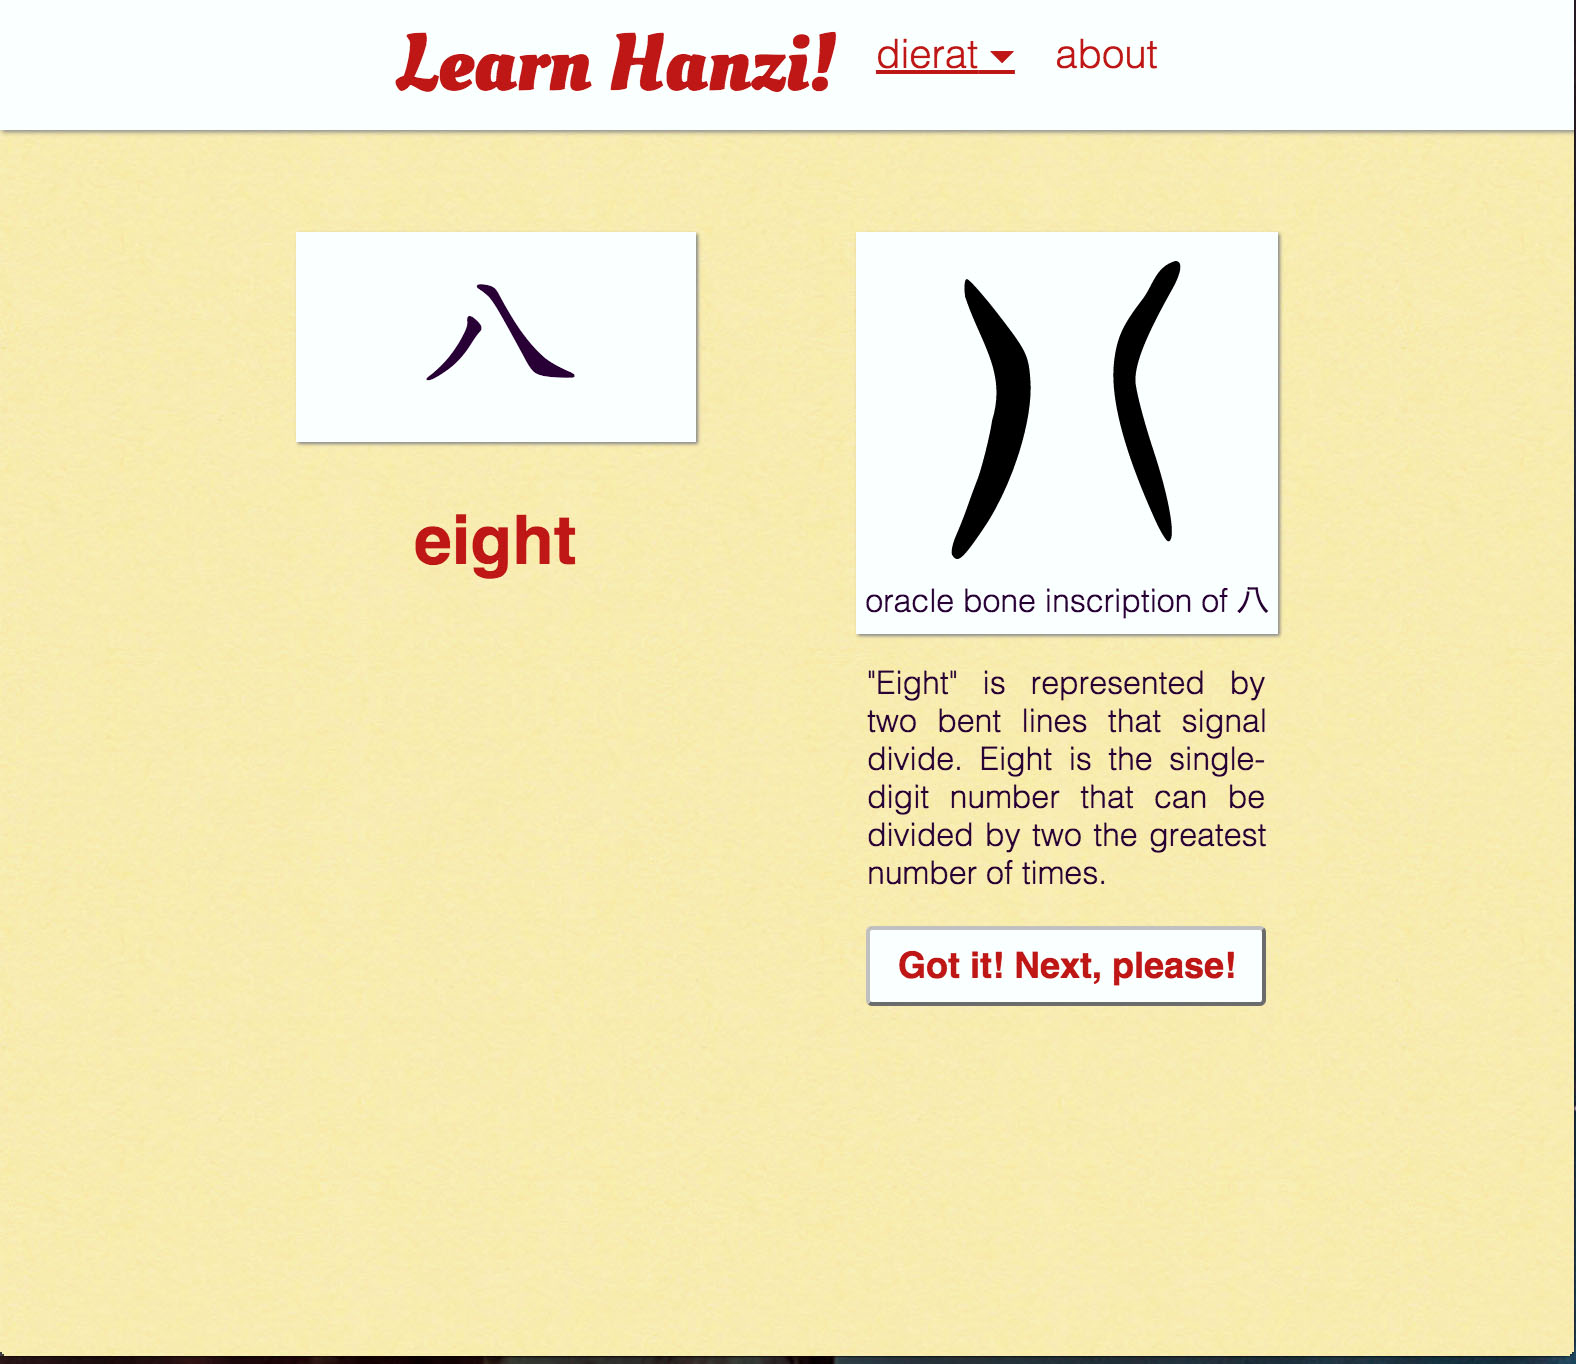 Learn Hanzi!
dierat
about
八
eight
oracle bone inscription of 八
"Eight" is represented by
two bent lines that signal
divide. Eight is the single-
digit number that can be
divided by two the greatest
number of times.
Got it! Next, please!